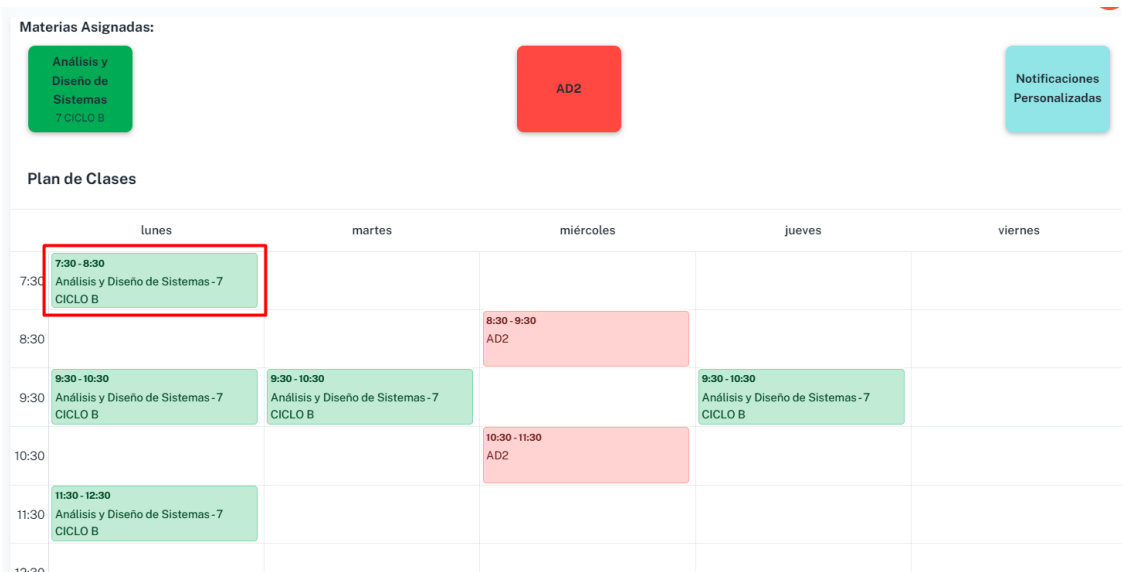 Materias Asignadas:
Análisis y
Diseño de
Sistemas
7 CICLO B
AD2
Notificaciones
Personalizadas
Plan de Clases
lunes martes miércoles jueves viernes
7:30
7:30 - 8:30
Análisis y Diseño de Sistemas - 7
CICLO B
8:30
8:30 - 9:30
AD2
9:30
9:30 - 10:30
Análisis y Diseño de Sistemas - 7
CICLO B
9:30 - 10:30
Análisis y Diseño de Sistemas - 7
CICLO B
9:30 - 10:30
Análisis y Diseño de Sistemas - 7
CICLO B
10:30
10:30 - 11:30
AD2
11:30
11:30 - 12:30
Análisis y Diseño de Sistemas - 7
CICLO B